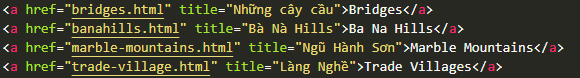 <a href="bridges.html" title="Những cây cầu">Bridges</a>
<a href="banahills.html" title="Bà Nà Hills">Ba Na Hills</a>
<a href="marble-mountains.html" title="Ngũ Hành Sơn">Marble Mountains</a>
<a href="trade-village.html" title="Làng Nghề">Trade Villages</a>